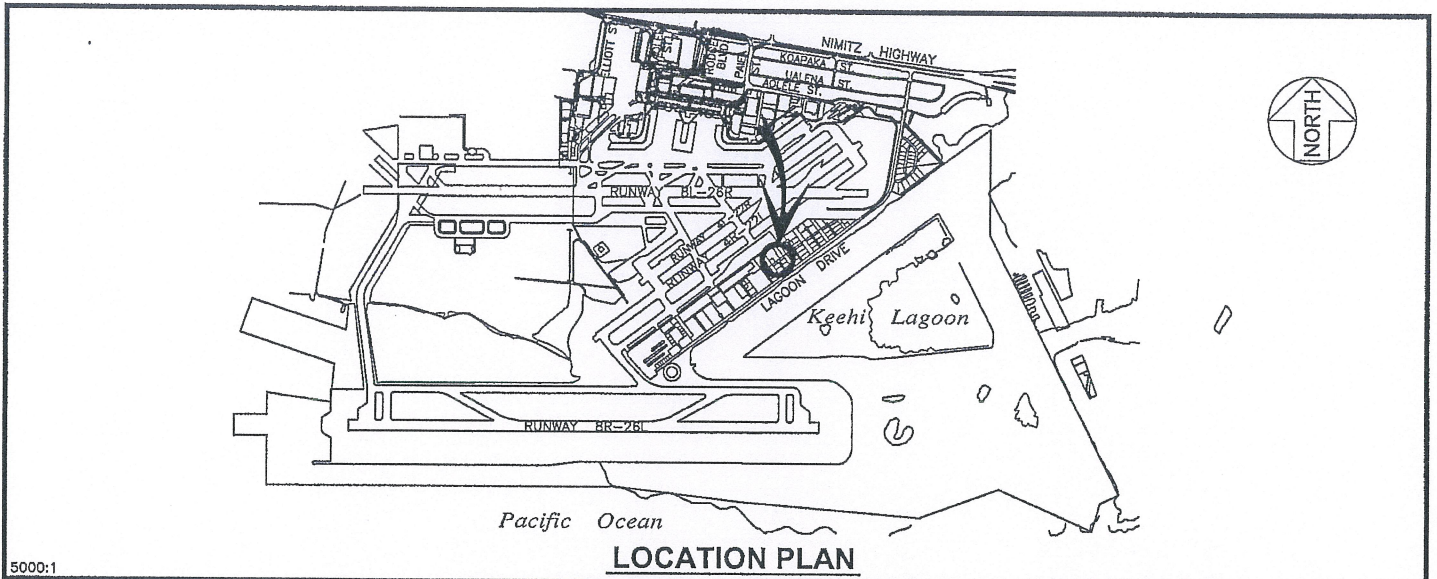 NIMITZ HIGHWAY
ELLIOTT ST.
BLVD
PAIEA ST.
KOAPAKA ST.
UALENA ST.
AOLELE ST.
NORTH
RUNWAY 8L-26R
RUNWAY 4L-22R
RUNWAY 4R-22L
LAGOON DRIVE
Keehi Lagoon
RUNWAY 8R-26L
Pacific Ocean
LOCATION PLAN
5000:1